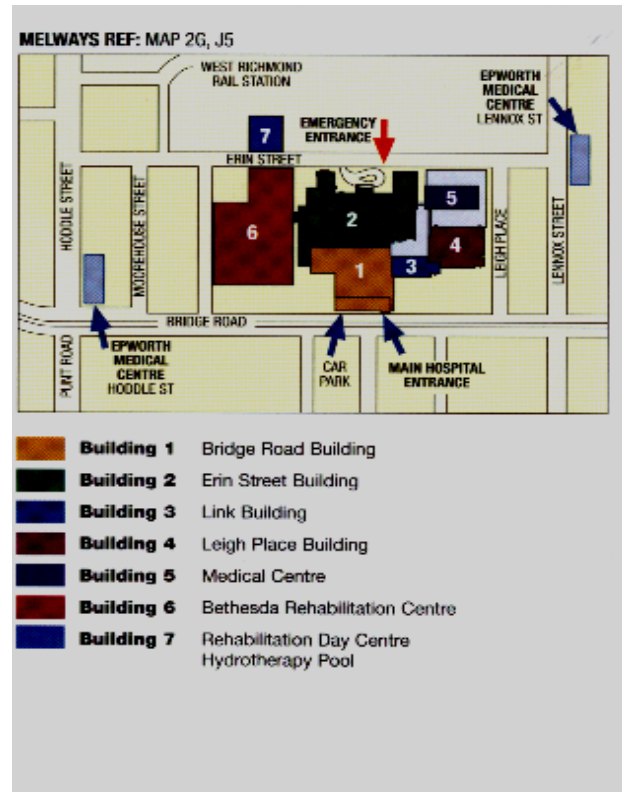 MELWAYS REF: MAP 2G, J5
WEST RICHMOND
RAIL STATION
EPWORTH
MEDICAL
CENTRE
LENNOX ST
EMERGENCY
ENTRANCE
7
ERIN STREET
HODDLE STREET
MOOREHOUSE STREET
6
2
5
4
1
3
LEIGH PLACE
LENNOX STREET
BRIDGE ROAD
PUNT ROAD
EPWORTH
MEDICAL
CENTRE
HODDLE ST
CAR
PARK
MAIN HOSPITAL
ENTRANCE
Building 1 Bridge Road Building
Building 2 Erin Street Building
Building 3 Link Building
Building 4 Leigh Place Building
Building 5 Medical Centre
Building 6 Bethesda Rehabilitation Centre
Building 7 Rehabilitation Day Centre
Hydrotherapy Pool